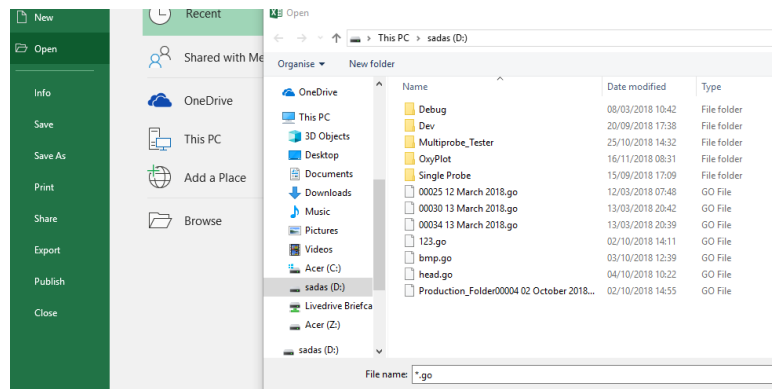 New
Open
Info
Save
Save As
Print
Share
Export
Publish
Close
Recent
Shared with Me
OneDrive
This PC
Add a Place
Browse
Open
This PC > sadas (D:)
Organise
New folder
OneDrive
This PC
3D Objects
Desktop
Documents
Downloads
Music
Pictures
Videos
Acer (C:)
sadas (D:)
Livedrive Briefca
Acer (Z:)
sadas (D:)
Name Date modified Type
Debug 08/03/2018 10:42 File folder
Dev 20/09/2018 17:38 File folder
Multiprobe_Tester 25/10/2018 14:32 File folder
OxyPlot 16/11/2018 08:31 File folder
Single Probe 15/09/2018 17:09 File folder
00025 12 March 2018.go 12/03/2018 07:48 GO File
00030 13 March 2018.go 13/03/2018 20:42 GO File
00034 13 March 2018.go 13/03/2018 20:39 GO File
123.go 02/10/2018 14:11 GO File
bmp.go 03/10/2018 12:39 GO File
head.go 04/10/2018 10:22 GO File
Production_Folder00004 02 October 2018... 02/10/2018 14:55 GO File
File name: *.go